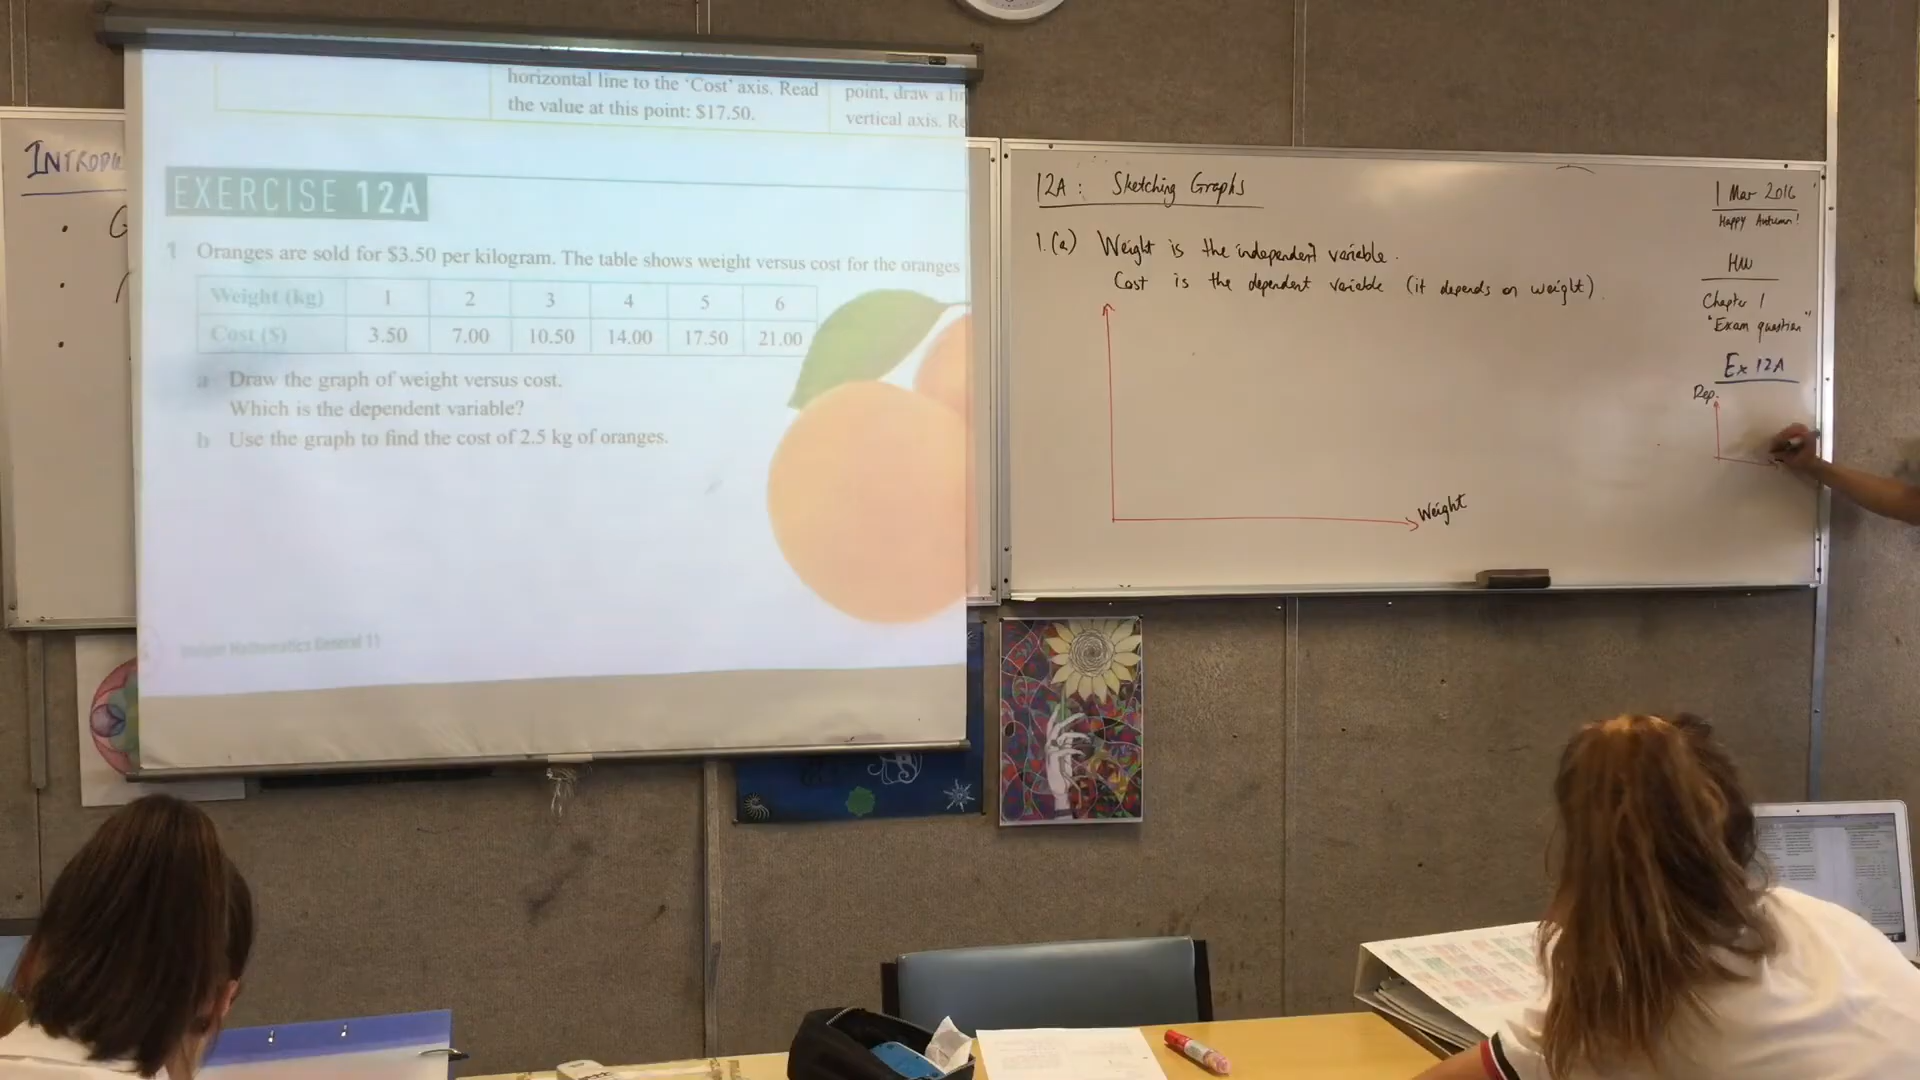 horizontal line to the 'Cost' axis. Read
the value at this point: $17.50.
point, draw a
vertical axis.
EXERCISE 12A
1 Oranges are sold for $3.50 per kilogram. The table shows weight versus cost for the oranges
Weight (kg) 1 2 3 4 5 6
Cost ($) 3.50 7.00 10.50 14.00 17.50 21.00
a Draw the graph of weight versus cost.
Which is the dependent variable?
b Use the graph to find the cost of 2.5 kg of oranges.
Mathematics General 11
12A: Sketching Graphs
1.(a) Weight is the independent variable.
Cost is the dependent variable (it depends on weight).
Weight
1 Mar 2016
Happy Autumn!
HW
Chapter 1
"Exam question"
Ex 12A
Dep.